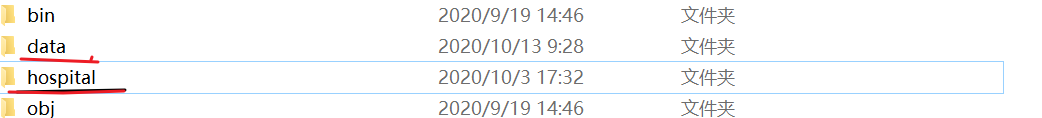 bin 2020/9/19 14:46 文件夹
data 2020/10/13 9:28 文件夹
hospital 2020/10/3 17:32 文件夹
obj 2020/9/19 14:46 文件夹